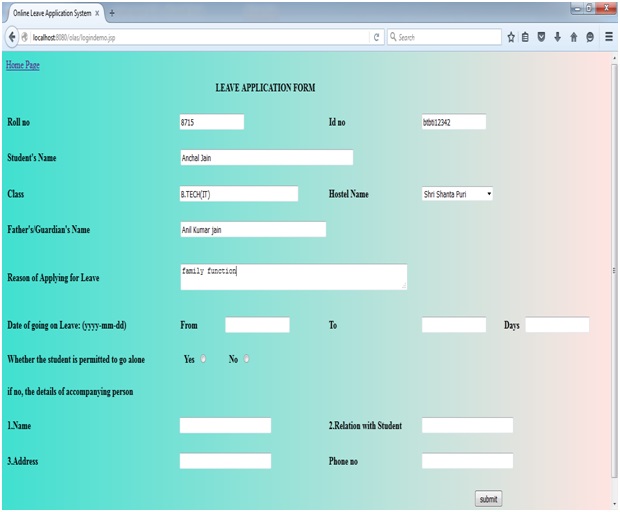 Online Leave Application System
localhost:8080/olas/logindemo.jsp
Search
Home Page
LEAVE APPLICATION FORM
Roll no 8715 Id no btbti12342
Student's Name Anchal Jain
Class B.TECH(IT) Hostel Name Shri Shanta Puri
Father's/Guardian's Name Anil Kumar jain
Reason of Applying for Leave family function
Date of going on Leave: (yyyy-mm-dd) From To Days
Whether the student is permitted to go alone Yes No
if no, the details of accompanying person
1.Name 2.Relation with Student
3.Address Phone no
submit